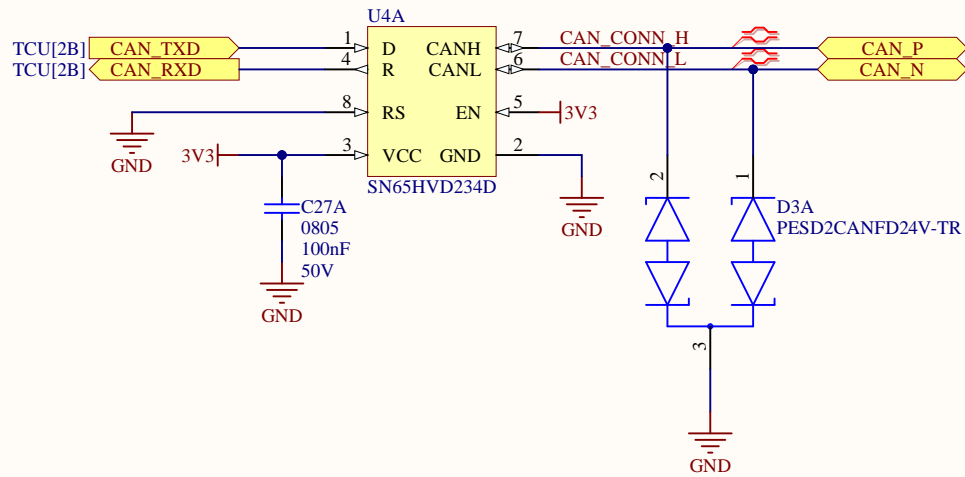 U4A
TCU[2B] CAN_TXD 1 D CANH 7 CAN_CONN_H CAN_P
TCU[2B] CAN_RXD 4 R CANL 6 CAN_CONN_L CAN_N
8 RS EN 5 3V3
GND
3V3 3 VCC GND 2
SN65HVD234D
C27A
0805
100nF
50V
GND
GND
2 1
D3A
PESD2CANFD24V-TR
3
GND